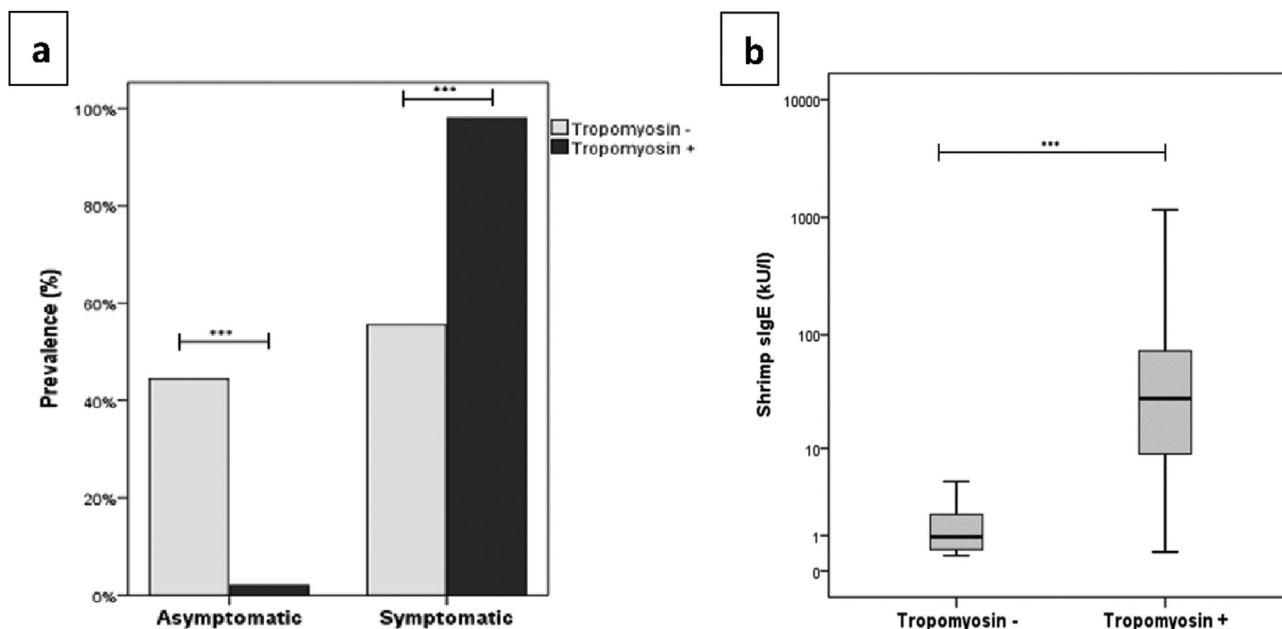 a
100%
80%
60%
40%
20%
0%
Prevalence (%)
***
***
Asymptomatic
Symptomatic
Tropomyosin -
Tropomyosin +
b
10000
1000
100
10
1
0
Shrimp sIgE (kU/l)
***
Tropomyosin -
Tropomyosin +